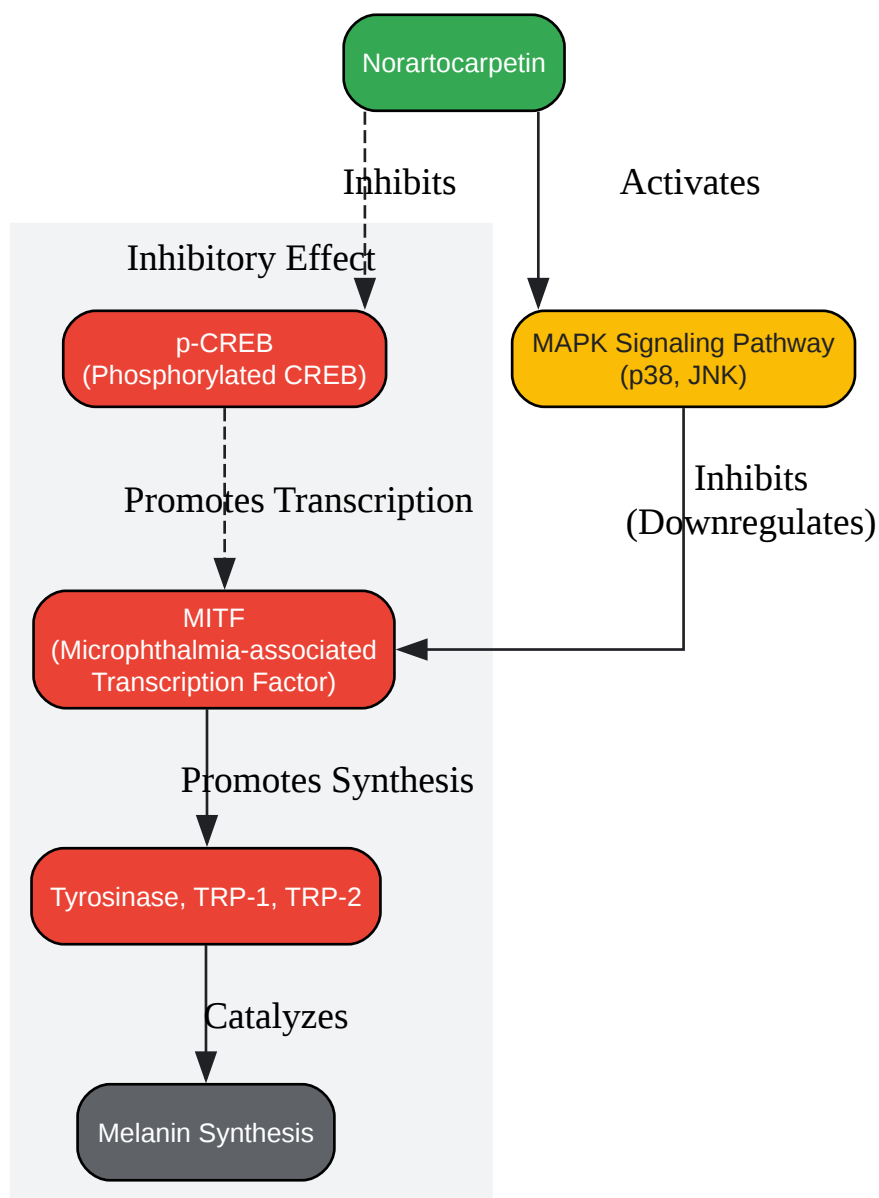 Norartocarpetin
Inhibits
Activates
Inhibitory Effect
p-CREB
(Phosphorylated CREB)
MAPK Signaling Pathway
(p38, JNK)
Promotes Transcription
Inhibits
(Downregulates)
MITF
(Microphthalmia-associated
Transcription Factor)
Promotes Synthesis
Tyrosinase, TRP-1, TRP-2
Catalyzes
Melanin Synthesis